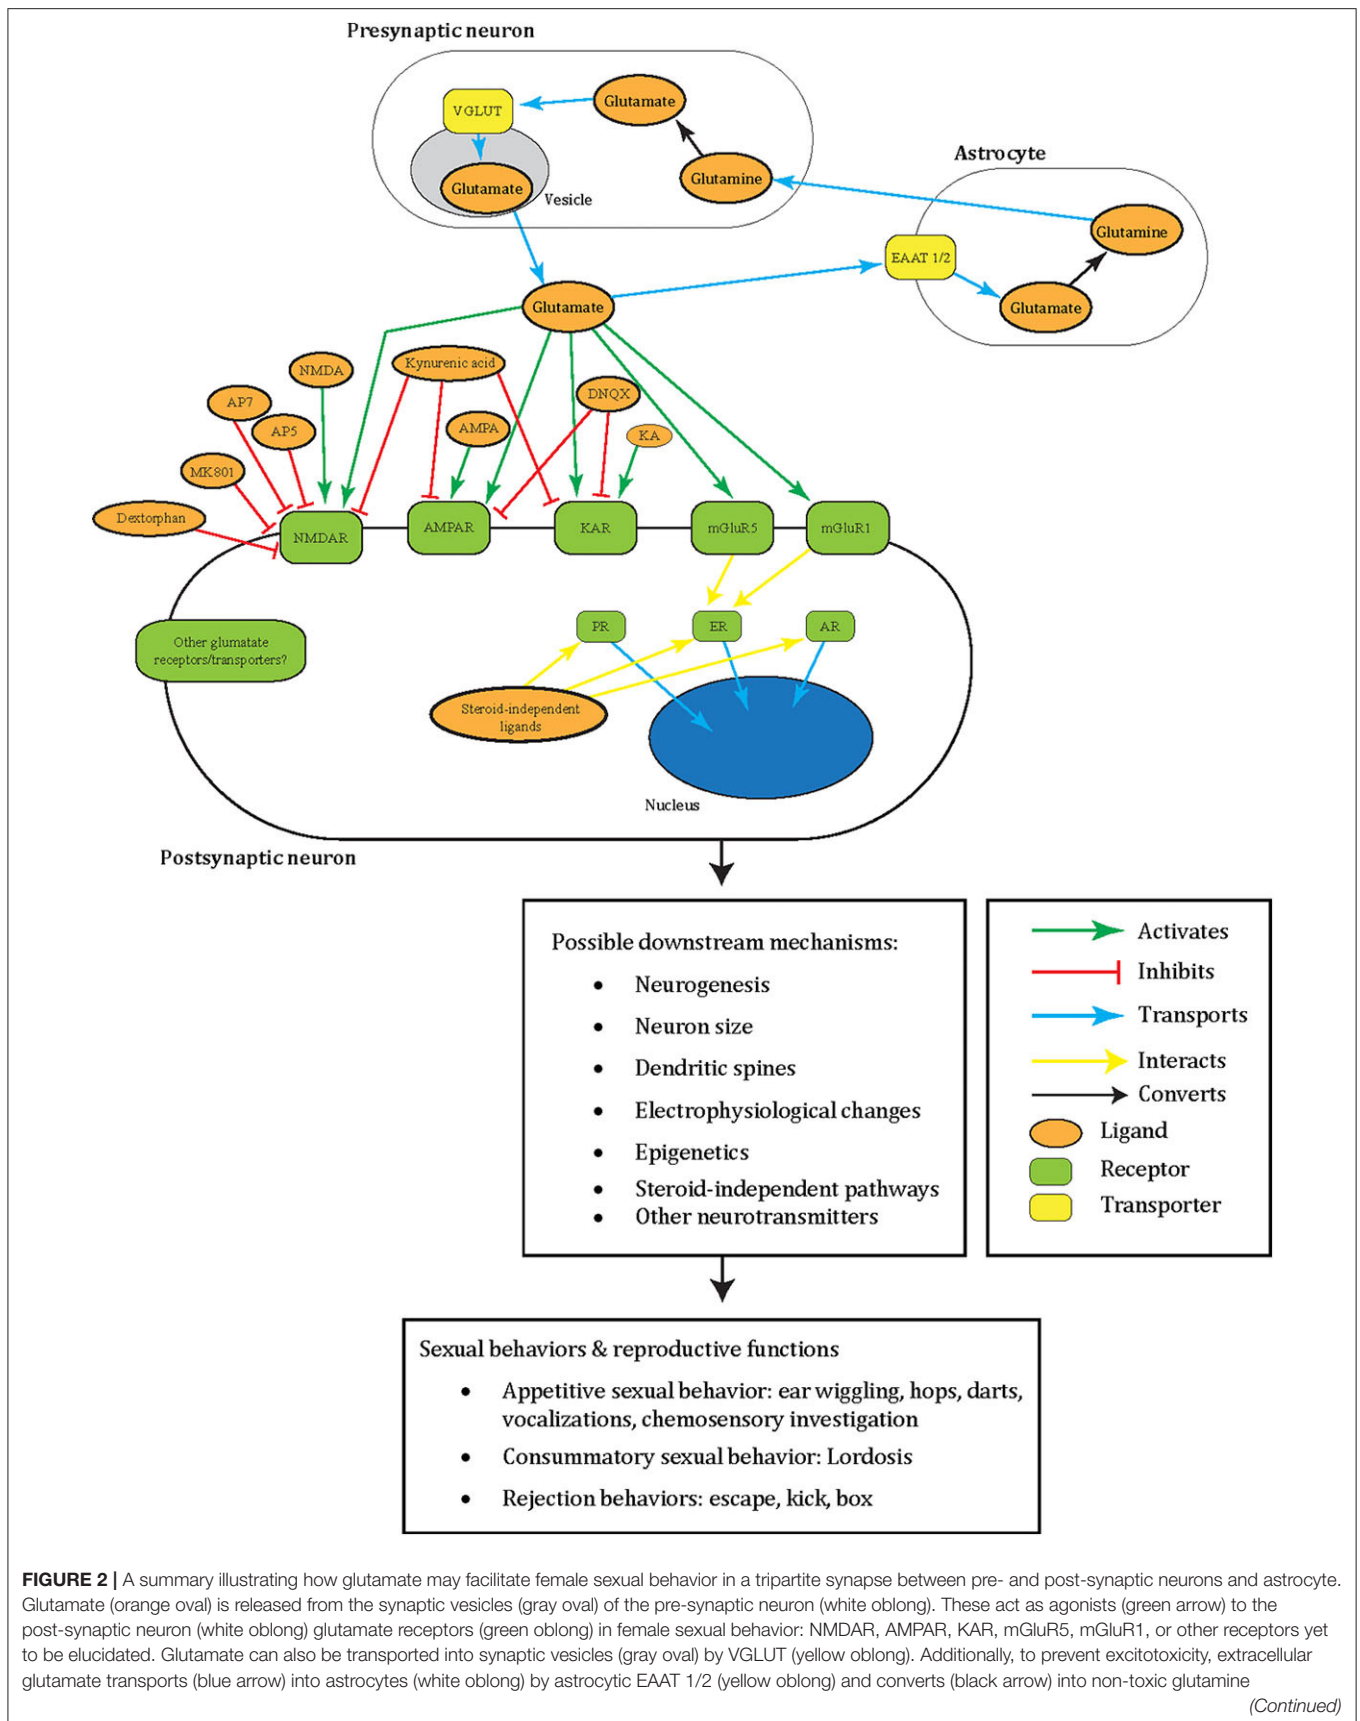 Presynaptic neuron
VGLUT
Glutamate
Glutamate
Vesicle
Glutamine
Astrocyte
Glutamine
EAAT 1/2
Glutamate
Glutamate
NMDA
Kynurenic acid
AP7
AP5
DNQX
AMPA
KA
MK801
Dextorphan
NMDAR
AMPAR
KAR
mGluR5
mGluR1
Other glumatate
receptors/transporters?
PR
ER
AR
Steroid-independent
ligands
Nucleus
Postsynaptic neuron
Possible downstream mechanisms:
• Neurogenesis
• Neuron size
• Dendritic spines
• Electrophysiological changes
• Epigenetics
• Steroid-independent pathways
• Other neurotransmitters
Activates
Inhibits
Transports
Interacts
Converts
Ligand
Receptor
Transporter
Sexual behaviors & reproductive functions
• Appetitive sexual behavior: ear wiggling, hops, darts,
vocalizations, chemosensory investigation
• Consummatory sexual behavior: Lordosis
• Rejection behaviors: escape, kick, box
FIGURE 2 | A summary illustrating how glutamate may facilitate female sexual behavior in a tripartite synapse between pre- and post-synaptic neurons and astrocyte.
Glutamate (orange oval) is released from the synaptic vesicles (gray oval) of the pre-synaptic neuron (white oblong). These act as agonists (green arrow) to the
post-synaptic neuron (white oblong) glutamate receptors (green oblong) in female sexual behavior: NMDAR, AMPAR, KAR, mGluR5, mGluR1, or other receptors yet
to be elucidated. Glutamate can also be transported into synaptic vesicles (gray oval) by VGLUT (yellow oblong). Additionally, to prevent excitotoxicity, extracellular
glutamate transports (blue arrow) into astrocytes (white oblong) by astrocytic EAAT 1/2 (yellow oblong) and converts (black arrow) into non-toxic glutamine
(Continued)